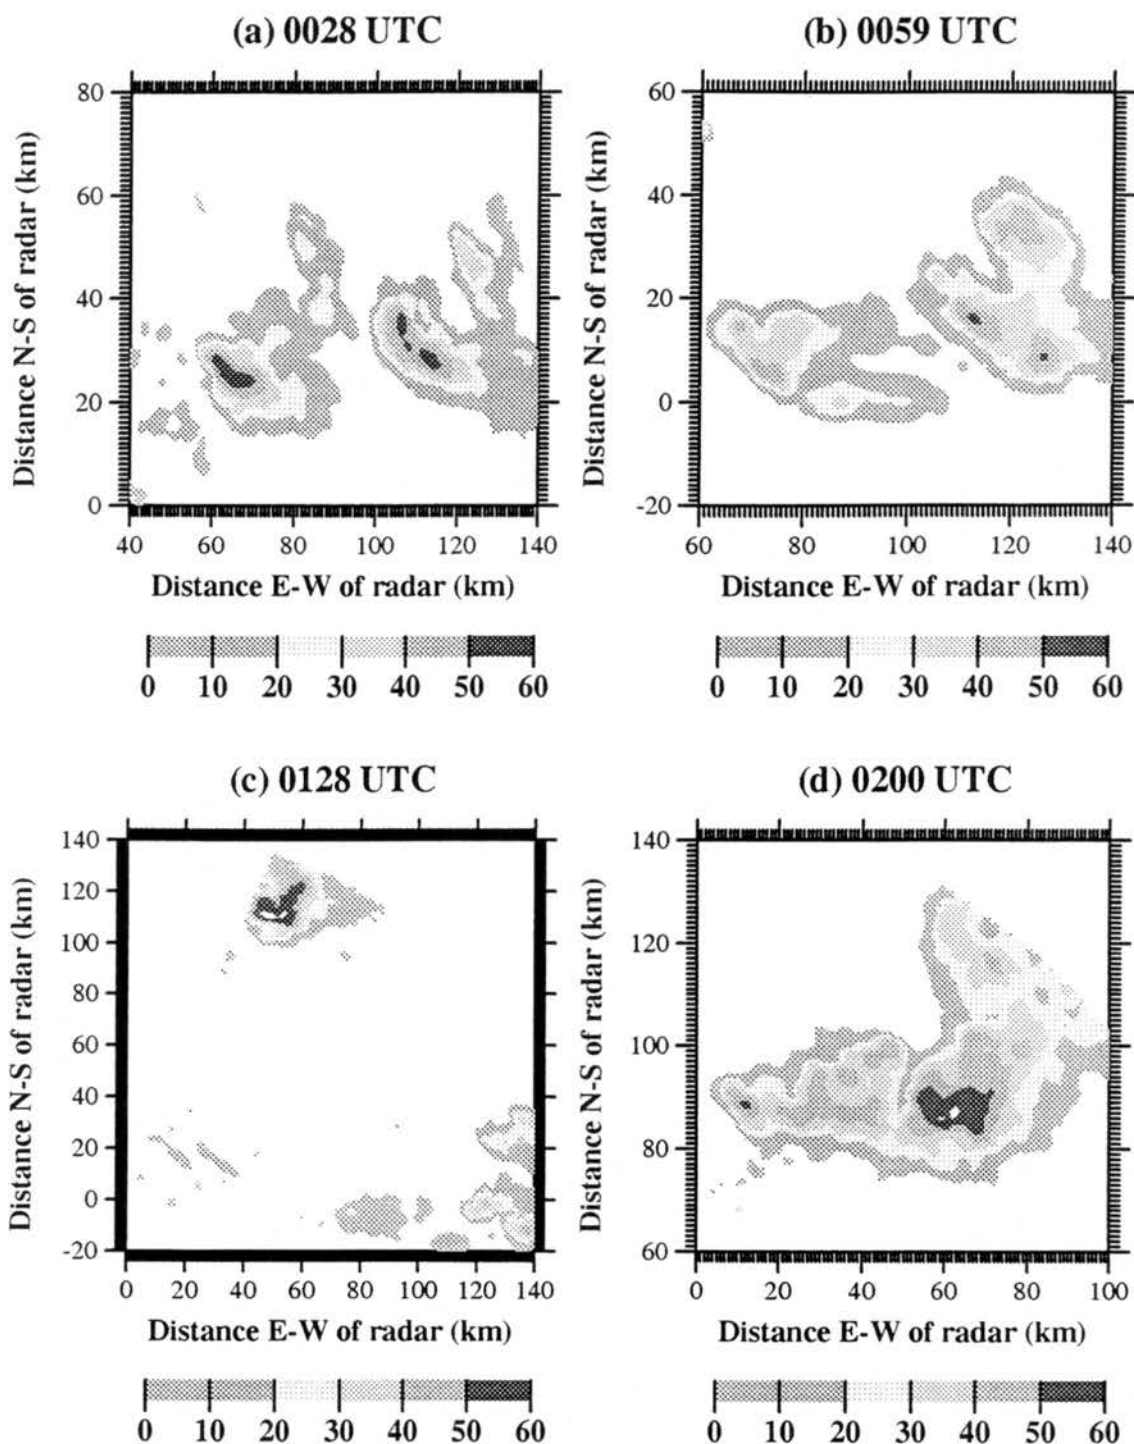 (a) 0028 UTC
(b) 0059 UTC
80
60
40
20
0
Distance N-S of radar (km)
40 60 80 100 120 140
Distance E-W of radar (km)
0 10 20 30 40 50 60
60
40
20
0
-20
Distance N-S of radar (km)
60 80 100 120 140
Distance E-W of radar (km)
0 10 20 30 40 50 60
(c) 0128 UTC
(d) 0200 UTC
140
120
100
80
60
40
20
0
-20
Distance N-S of radar (km)
0 20 40 60 80 100 120 140
Distance E-W of radar (km)
0 10 20 30 40 50 60
140
120
100
80
60
Distance N-S of radar (km)
0 20 40 60 80 100
Distance E-W of radar (km)
0 10 20 30 40 50 60